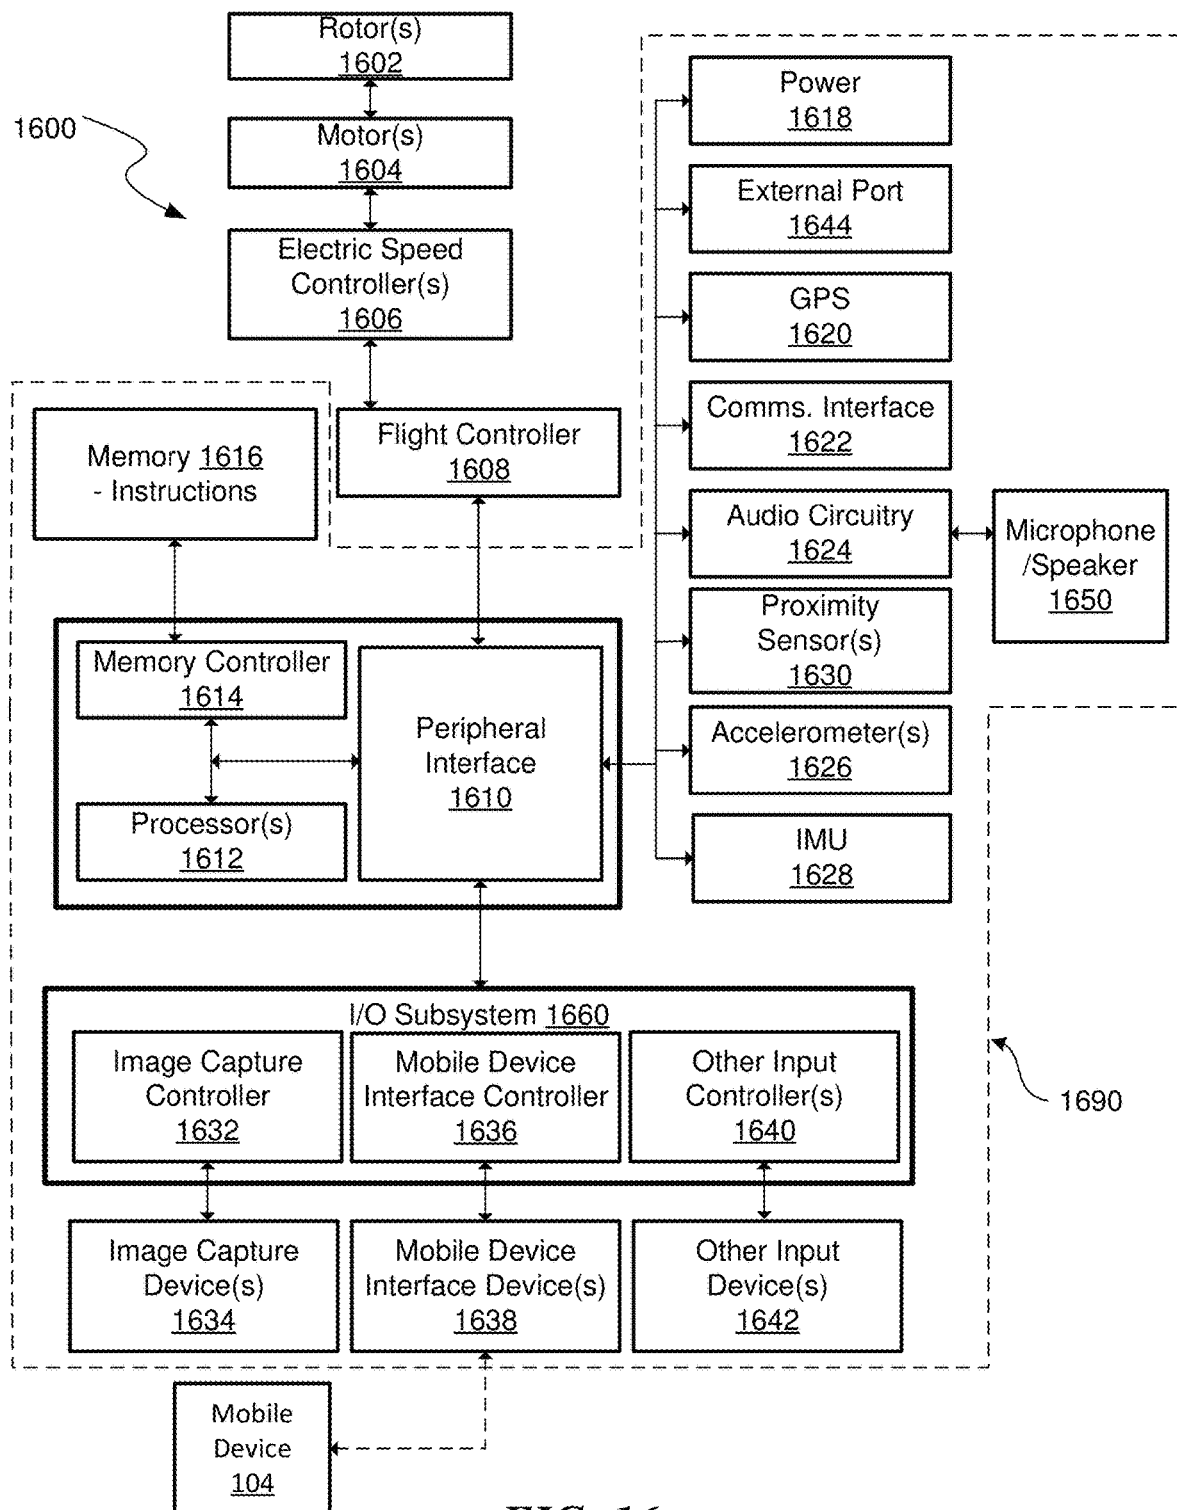 Rotor(s)
1602
1600
Motor(s)
1604
Electric Speed
Controller(s)
1606
Flight Controller
1608
Memory 1616
- Instructions
Memory Controller
1614
Processor(s)
1612
Peripheral
Interface
1610
Power
1618
External Port
1644
GPS
1620
Comms. Interface
1622
Audio Circuitry
1624
Microphone
/Speaker
1650
Proximity
Sensor(s)
1630
Accelerometer(s)
1626
IMU
1628
I/O Subsystem 1660
Image Capture
Controller
1632
Mobile Device
Interface Controller
1636
Other Input
Controller(s)
1640
1690
Image Capture
Device(s)
1634
Mobile Device
Interface Device(s)
1638
Other Input
Device(s)
1642
Mobile
Device
104
FIG. 16